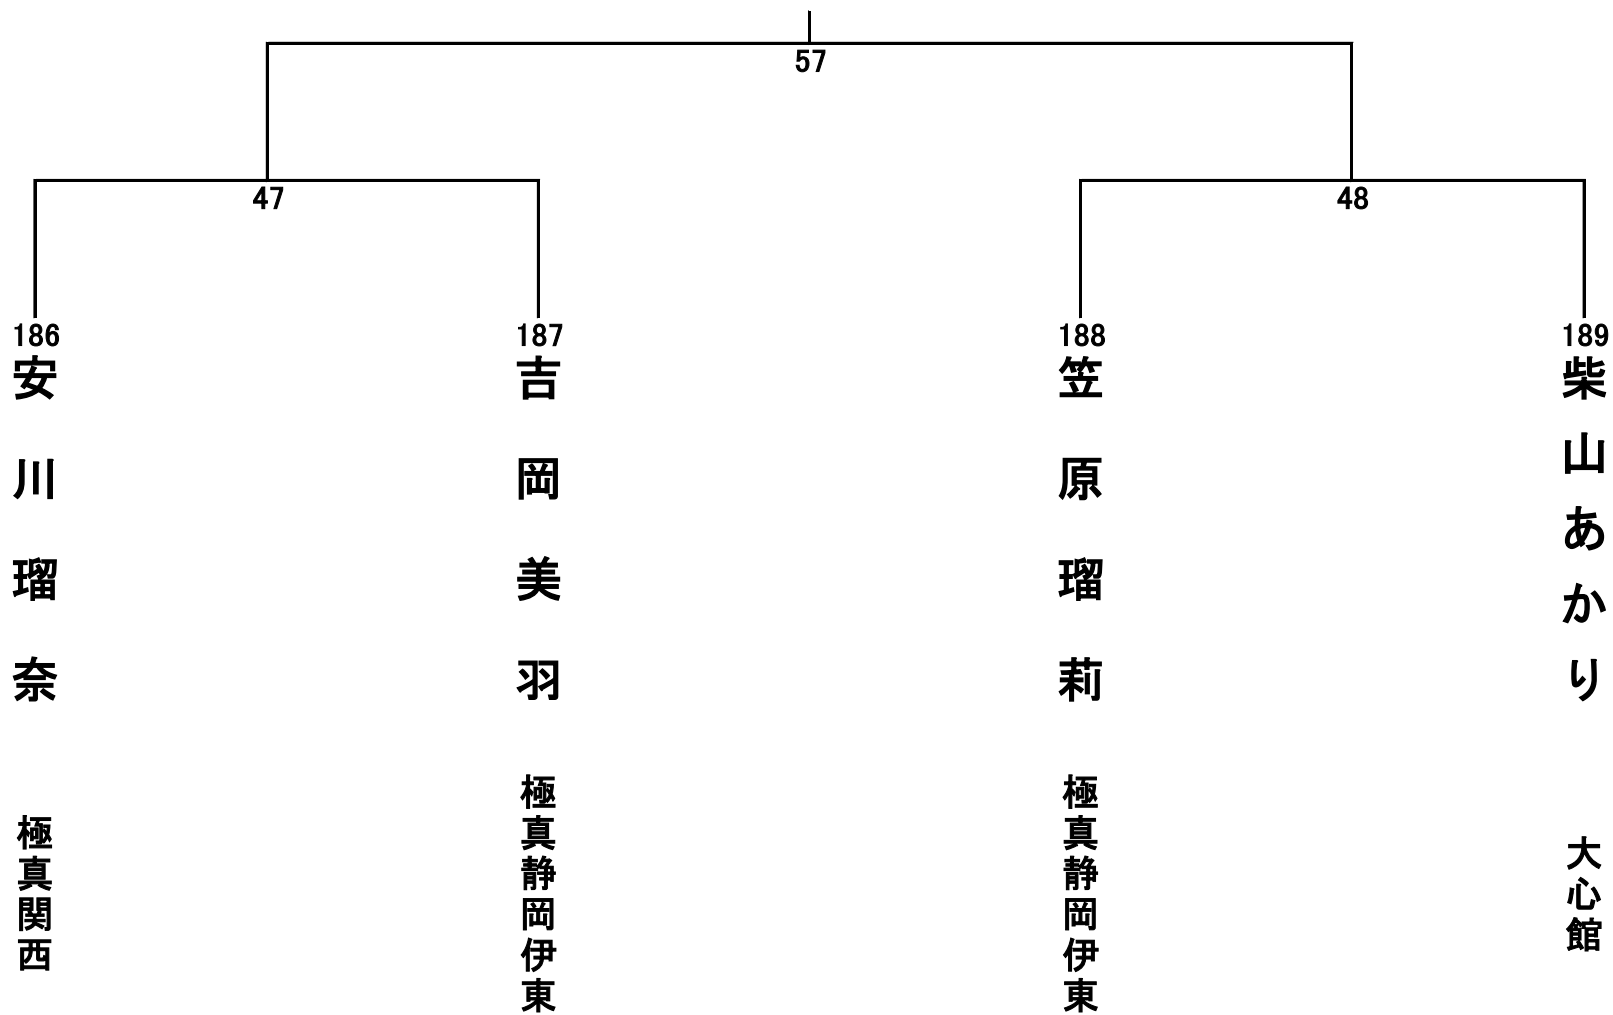 57
47
48
186
安川瑠奈
極真関西
187
吉岡美羽
極真静岡伊東
188
笠原瑠莉
極真静岡伊東
189
柴山あかり
大心館